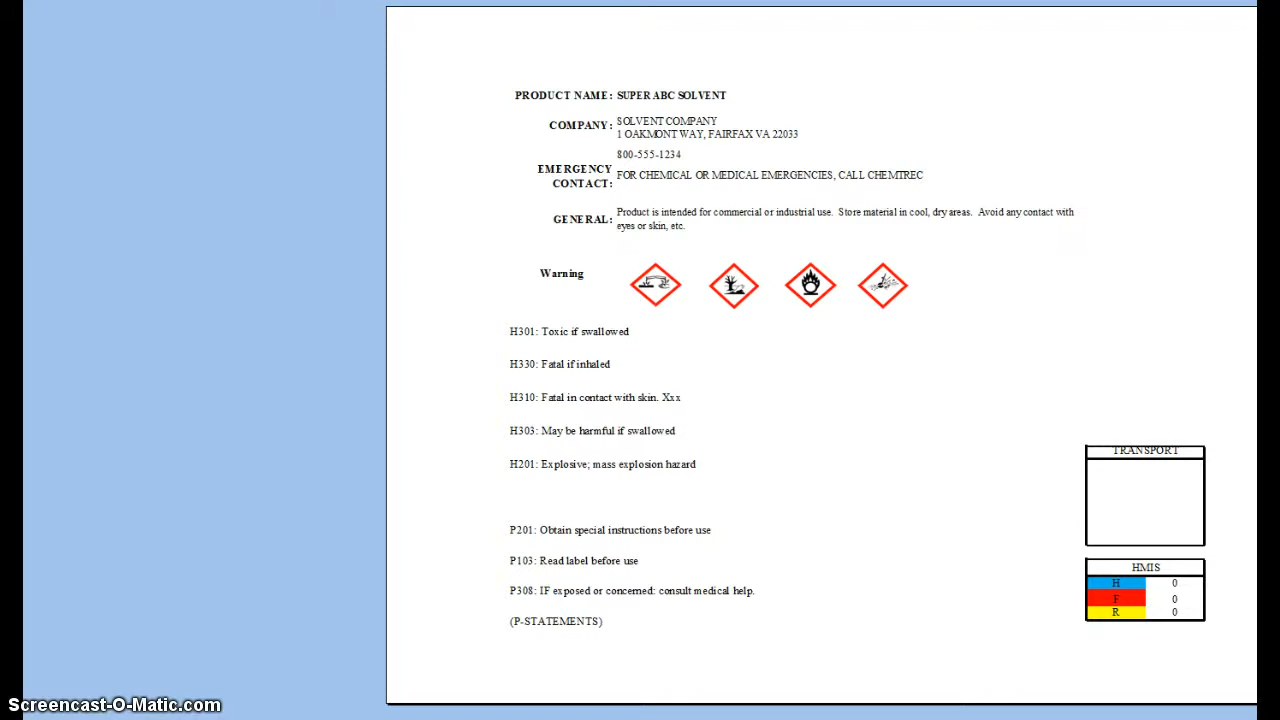 PRODUCT NAME: SUPER ABC SOLVENT
COMPANY: SOLVENT COMPANY
1 OAKMONT WAY, FAIRFAX VA 22033
800-555-1234
EMERGENCY CONTACT: FOR CHEMICAL OR MEDICAL EMERGENCIES, CALL CHEMTREC
GENERAL: Product is intended for commercial or industrial use. Store material in cool, dry areas. Avoid any contact with
eyes or skin, etc.
Warning
H301: Toxic if swallowed
H330: Fatal if inhaled
H310: Fatal in contact with skin. Xxx
H303: May be harmful if swallowed
H201: Explosive; mass explosion hazard
TRANSPORT
P201: Obtain special instructions before use
P103: Read label before use
P308: IF exposed or concerned: consult medical help.
(P-STATEMENTS)
HMIS
H 0
F 0
R 0
Screencast-O-Matic.com